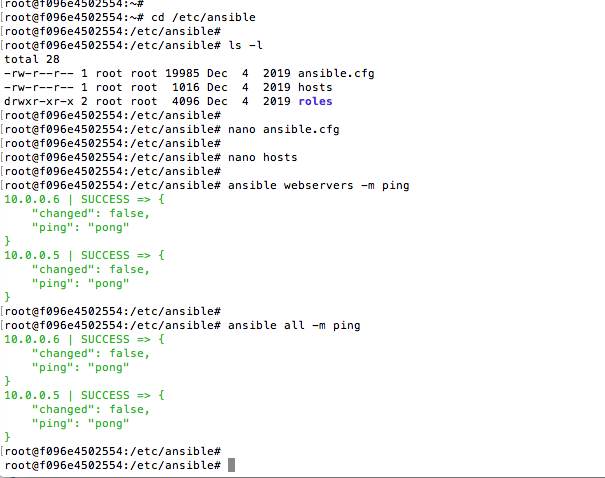 [root@f096e4502554:~#
[root@f096e4502554:~# cd /etc/ansible
[root@f096e4502554:/etc/ansible#
[root@f096e4502554:/etc/ansible# ls -l
total 28
-rw-r--r-- 1 root root 19985 Dec  4  2019 ansible.cfg
-rw-r--r-- 1 root root  1016 Dec  4  2019 hosts
drwxr-xr-x 2 root root  4096 Dec  4  2019 roles
[root@f096e4502554:/etc/ansible#
[root@f096e4502554:/etc/ansible# nano ansible.cfg
[root@f096e4502554:/etc/ansible#
[root@f096e4502554:/etc/ansible# nano hosts
[root@f096e4502554:/etc/ansible#
[root@f096e4502554:/etc/ansible# ansible webservers -m ping
10.0.0.6 | SUCCESS => {
    "changed": false,
    "ping": "pong"
}
10.0.0.5 | SUCCESS => {
    "changed": false,
    "ping": "pong"
}
[root@f096e4502554:/etc/ansible#
[root@f096e4502554:/etc/ansible# ansible all -m ping
10.0.0.6 | SUCCESS => {
    "changed": false,
    "ping": "pong"
}
10.0.0.5 | SUCCESS => {
    "changed": false,
    "ping": "pong"
}
[root@f096e4502554:/etc/ansible#
root@f096e4502554:/etc/ansible#